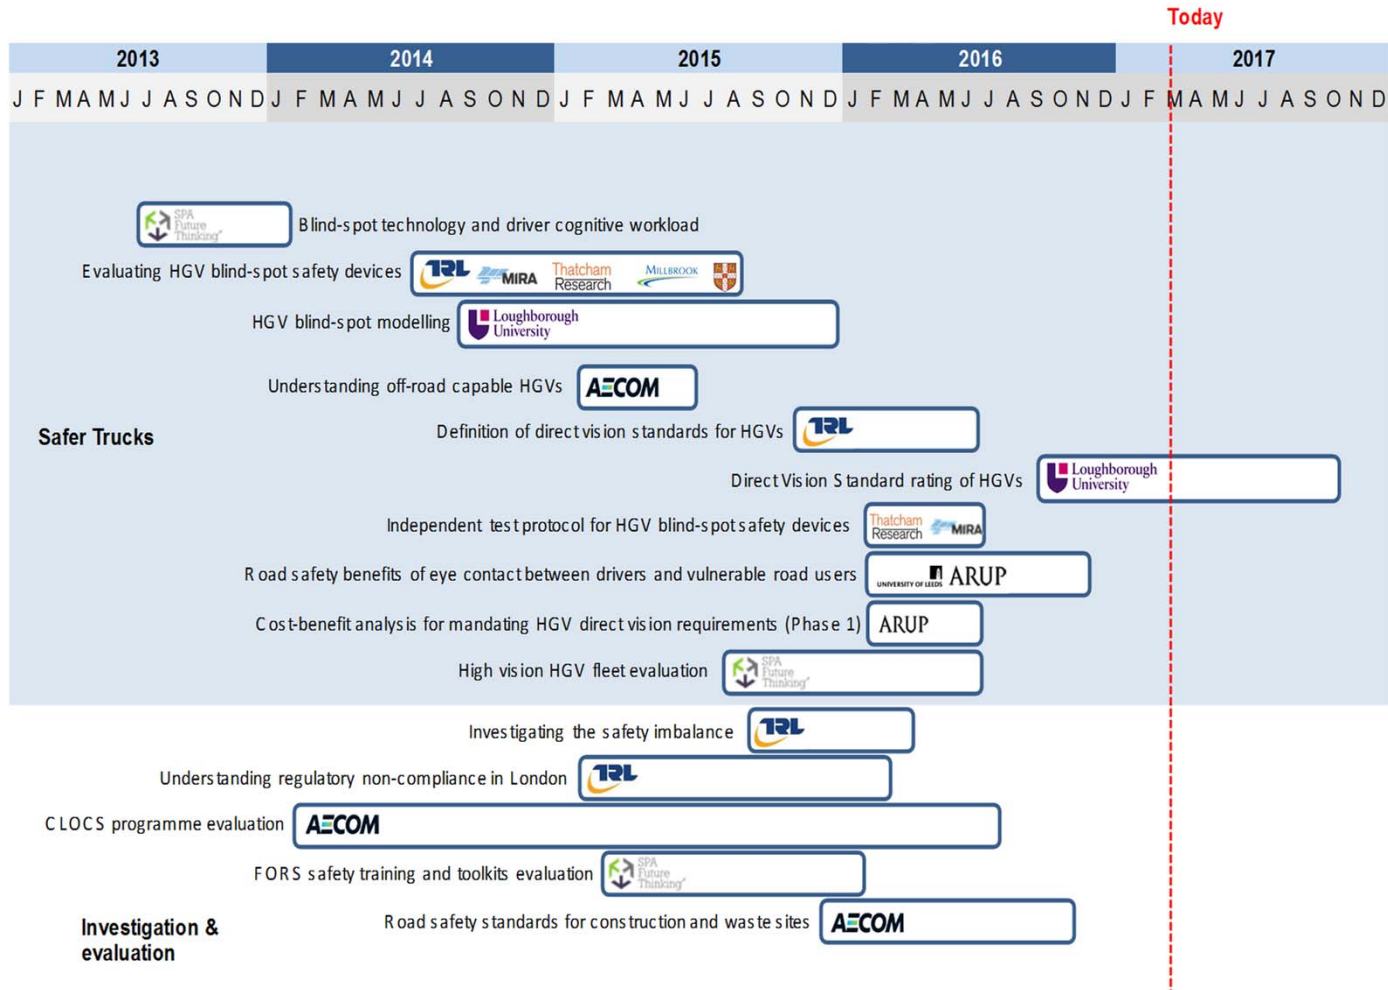 Today
2013 2014 2015 2016 2017
J F M A M J J A S O N D J F M A M J J A S O N D J F M A M J J A S O N D J F M A M J J A S O N D J F M A M J J A S O N D
SPA
Future
Thinking
Blind-spot technology and driver cognitive workload
Evaluating HGV blind-spot safety devices
TRL
MIRA
Thatcham
Research
MILLBROOK
HGV blind-spot modelling
Loughborough
University
Understanding off-road capable HGVs
AECOM
Safer Trucks
Definition of direct vision standards for HGVs
TRL
Direct Vision Standard rating of HGVs
Loughborough
University
Independent test protocol for HGV blind-spot safety devices
Thatcham
Research
MIRA
Road safety benefits of eye contact between drivers and vulnerable road users
UNIVERSITY OF LEEDS
ARUP
Cost-benefit analysis for mandating HGV direct vision requirements (Phase 1)
ARUP
High vision HGV fleet evaluation
SPA
Future
Thinking
Investigating the safety imbalance
TRL
Understanding regulatory non-compliance in London
TRL
CLOCS programme evaluation
AECOM
FORS safety training and toolkits evaluation
SPA
Future
Thinking
Road safety standards for construction and waste sites
AECOM
Investigation &
evaluation